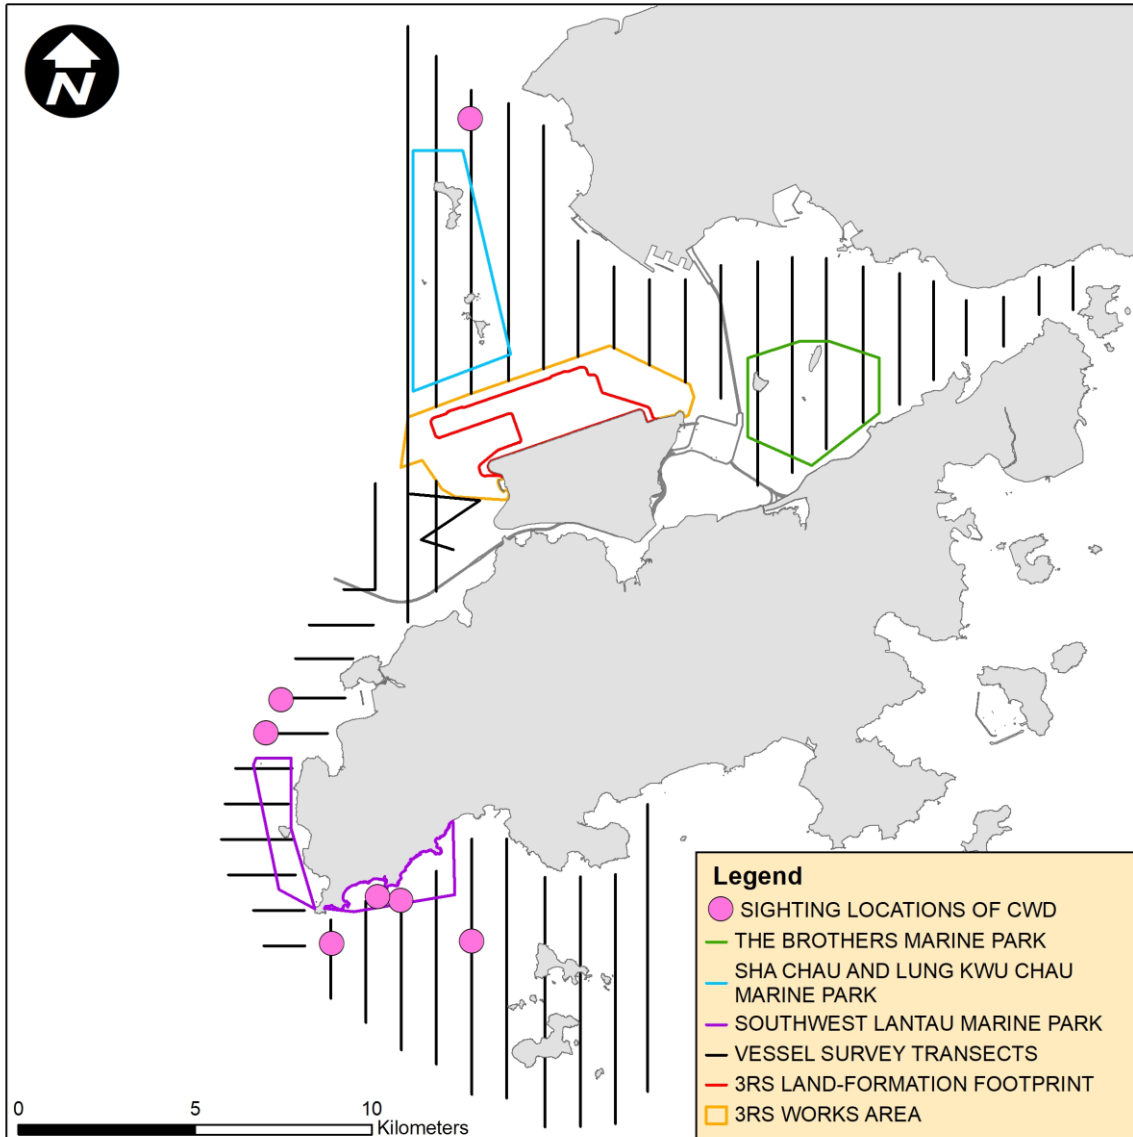 N
Legend
SIGHTING LOCATIONS OF CWD
THE BROTHERS MARINE PARK
SHA CHAU AND LUNG KWU CHAU
MARINE PARK
SOUTHWEST LANTAU MARINE PARK
VESSEL SURVEY TRANSECTS
3RS LAND-FORMATION FOOTPRINT
3RS WORKS AREA
0 5 10
Kilometers